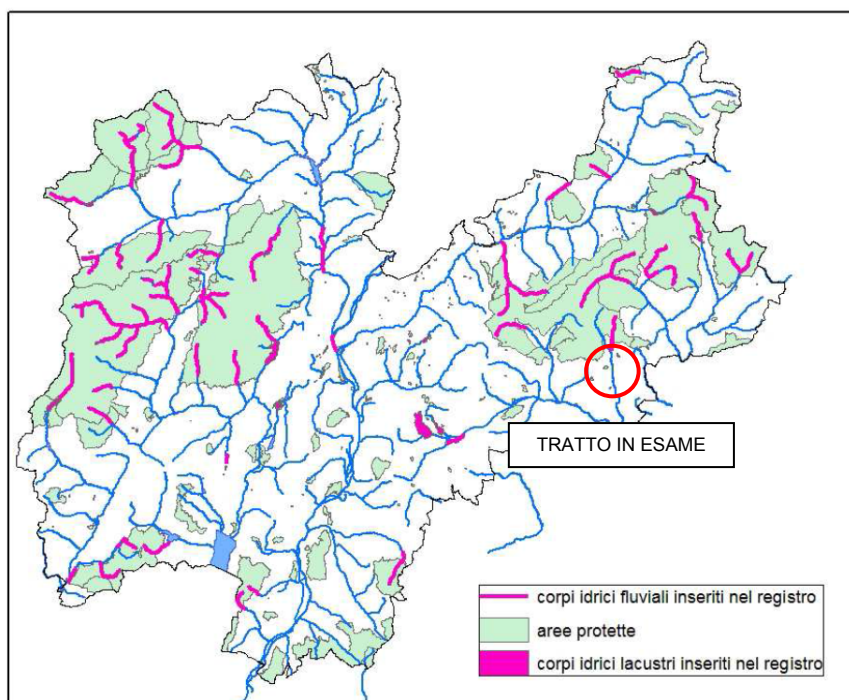 TRATTO IN ESAME
corpi idrici fluviali inseriti nel registro
aree protette
corpi idrici lacustri inseriti nel registro